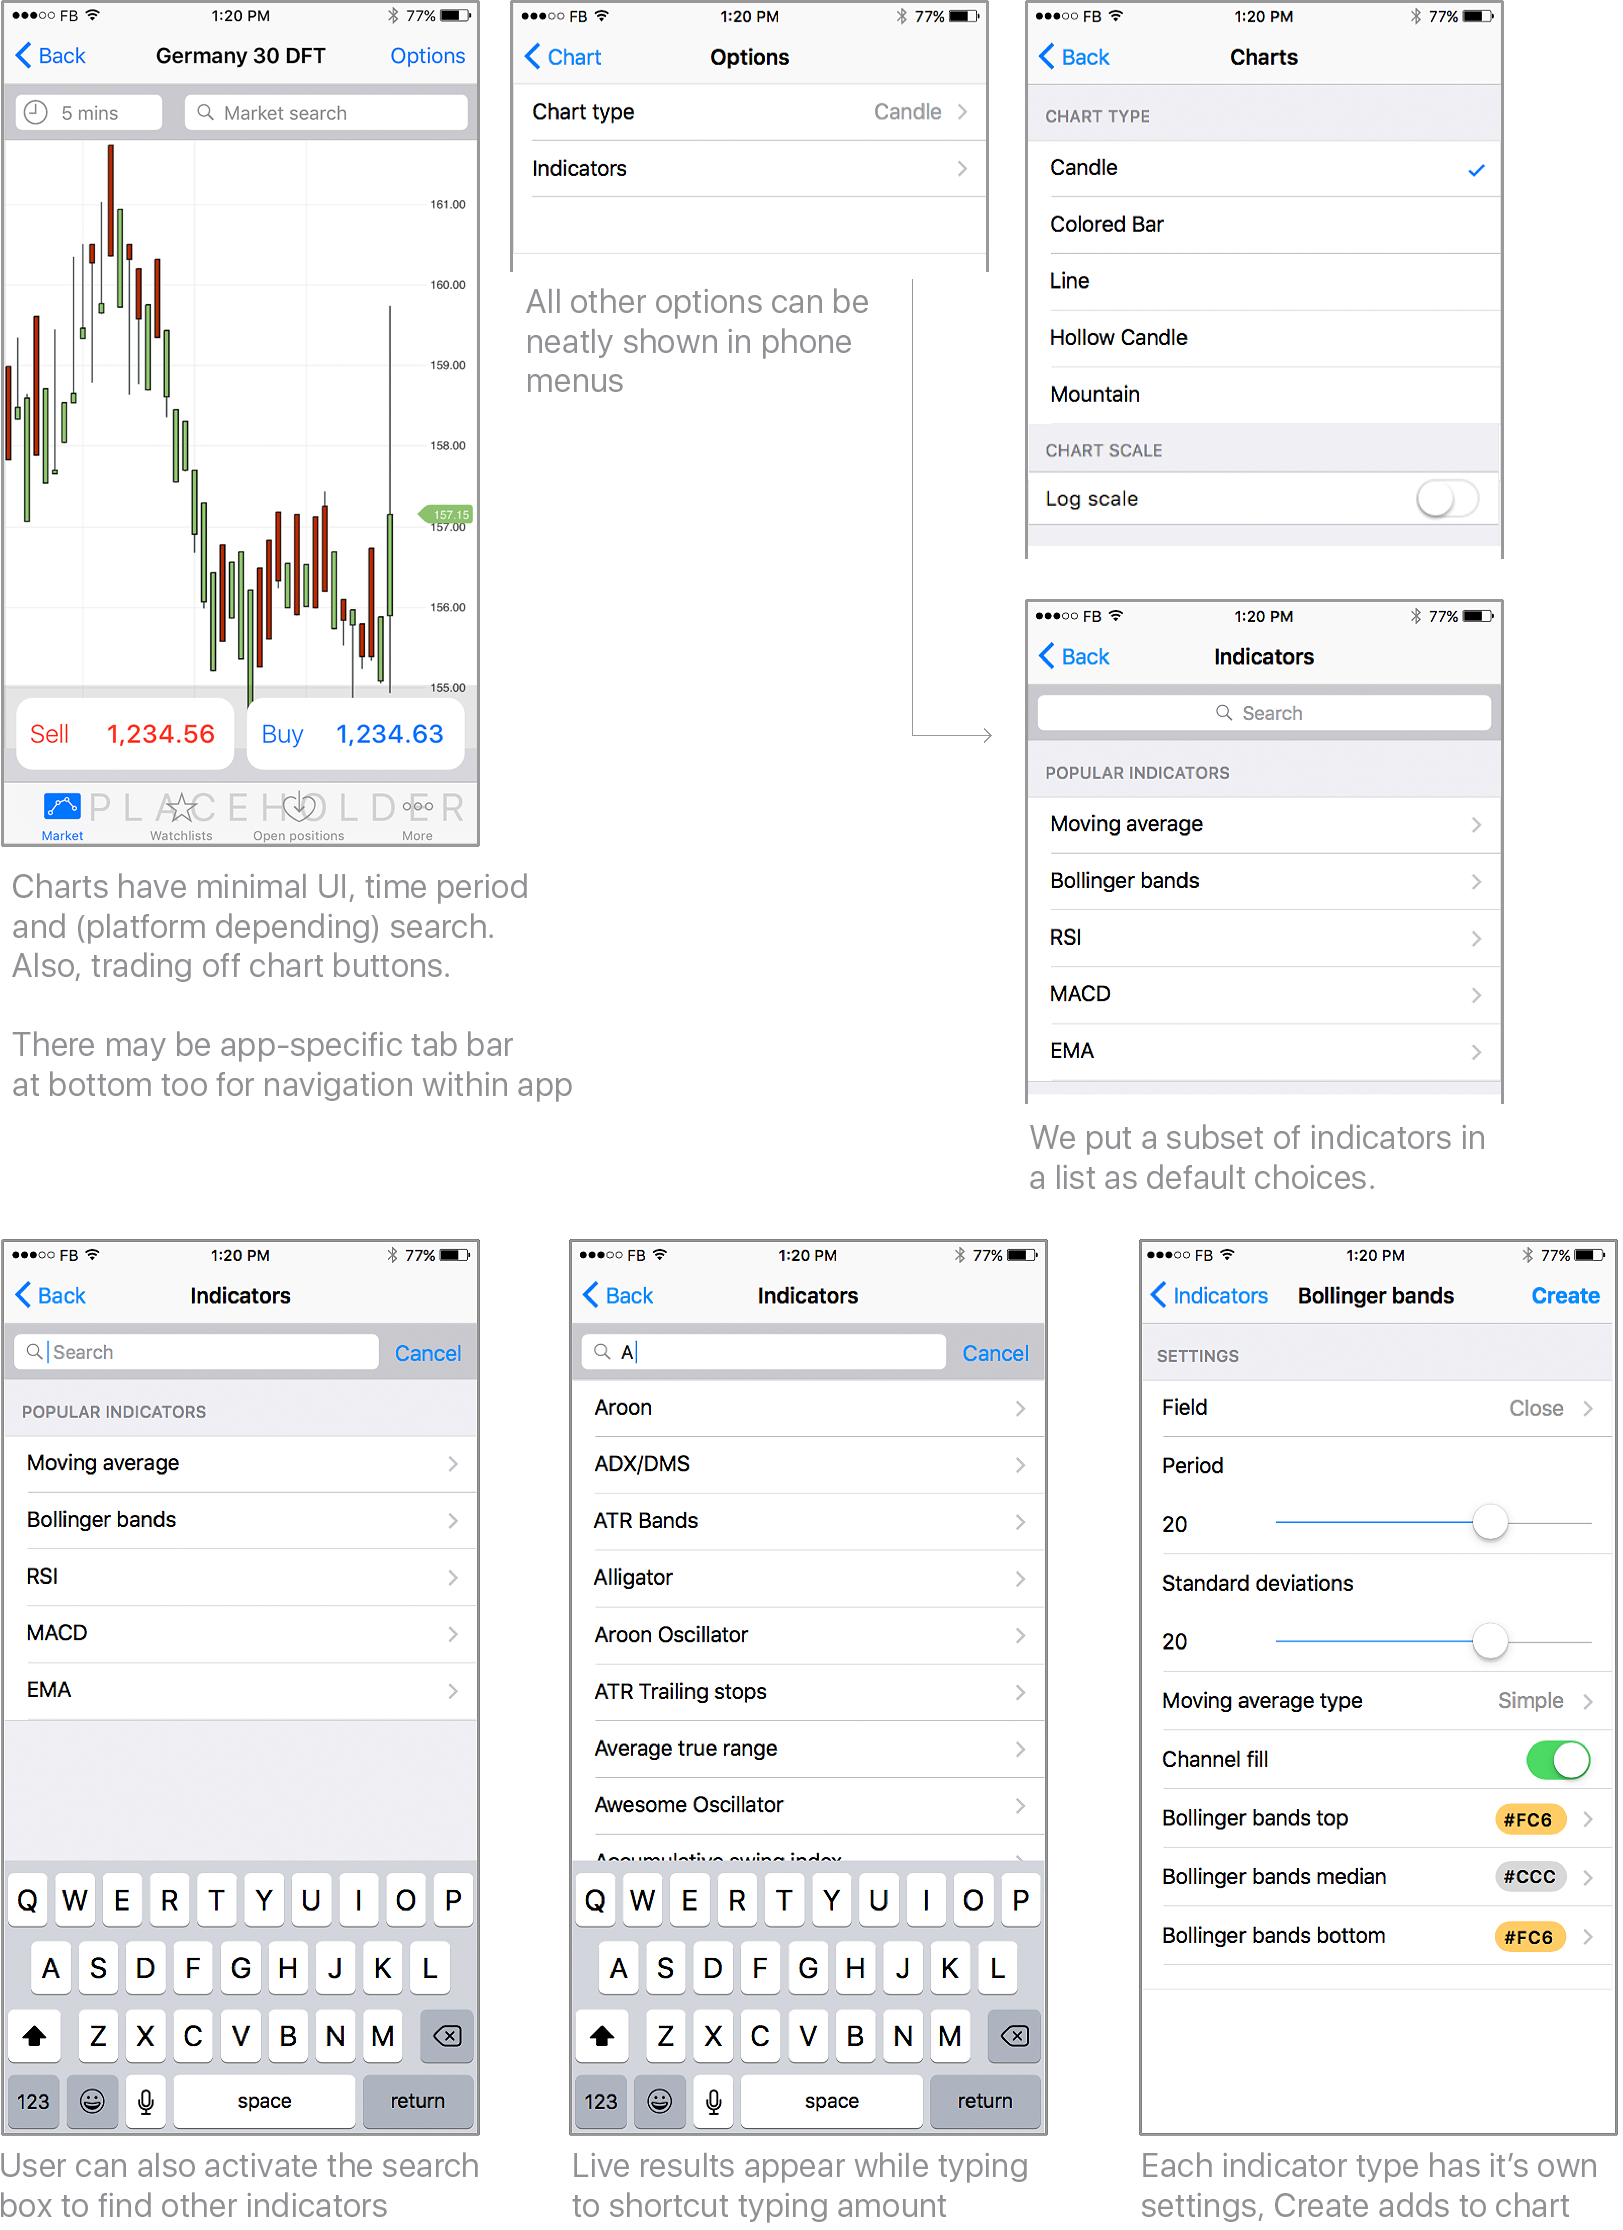 FB 1:20 PM 77%
Back Germany 30 DFT Options
5 mins Market search
161.00
160.00
159.00
158.00
157.15
157.00
156.00
155.00
Sell 1,234.56 Buy 1,234.63
PLACEHOLDER
Market Watchlists Open positions More
Charts have minimal UI, time period
and (platform depending) search.
Also, trading off chart buttons.
There may be app-specific tab bar
at bottom too for navigation within app
FB 1:20 PM 77%
Chart Options
Chart type Candle
Indicators
All other options can be
neatly shown in phone
menus
FB 1:20 PM 77%
Back Charts
CHART TYPE
Candle
Colored Bar
Line
Hollow Candle
Mountain
CHART SCALE
Log scale
FB 1:20 PM 77%
Back Indicators
Search
POPULAR INDICATORS
Moving average
Bollinger bands
RSI
MACD
EMA
We put a subset of indicators in
a list as default choices.
FB 1:20 PM 77%
Back Indicators
Search Cancel
POPULAR INDICATORS
Moving average
Bollinger bands
RSI
MACD
EMA
Q W E R T Y U I O P
A S D F G H J K L
Z X C V B N M
123 space return
User can also activate the search
box to find other indicators
FB 1:20 PM 77%
Back Indicators
A Cancel
Aroon
ADX/DMS
ATR Bands
Alligator
Aroon Oscillator
ATR Trailing stops
Average true range
Awesome Oscillator
Accumulative swing index
Q W E R T Y U I O P
A S D F G H J K L
Z X C V B N M
123 space return
Live results appear while typing
to shortcut typing amount
FB 1:20 PM 77%
Indicators Bollinger bands Create
SETTINGS
Field Close
Period
20
Standard deviations
20
Moving average type Simple
Channel fill
Bollinger bands top #FC6
Bollinger bands median #CCC
Bollinger bands bottom #FC6
Each indicator type has it’s own
settings, Create adds to chart